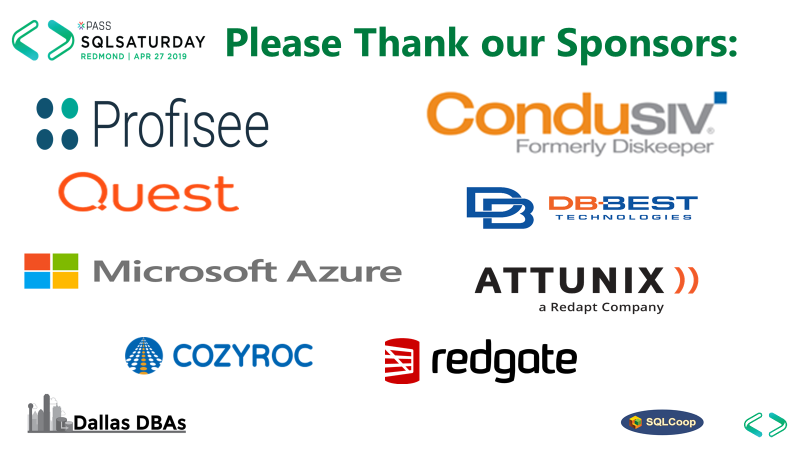 PASS
SQLSATURDAY
REDMOND | APR 27 2019
Please Thank our Sponsors:
Profisee
Condusiv®
Formerly Diskeeper
Quest
DB
DB-BEST
TECHNOLOGIES
Microsoft Azure
ATTUNIX
a Redapt Company
COZYROC
redgate
Dallas DBAs
SQLCoop